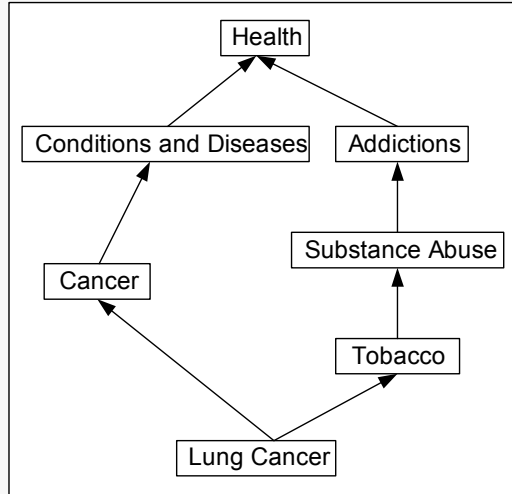 Health
Conditions and Diseases
Addictions
Substance Abuse
Cancer
Tobacco
Lung Cancer